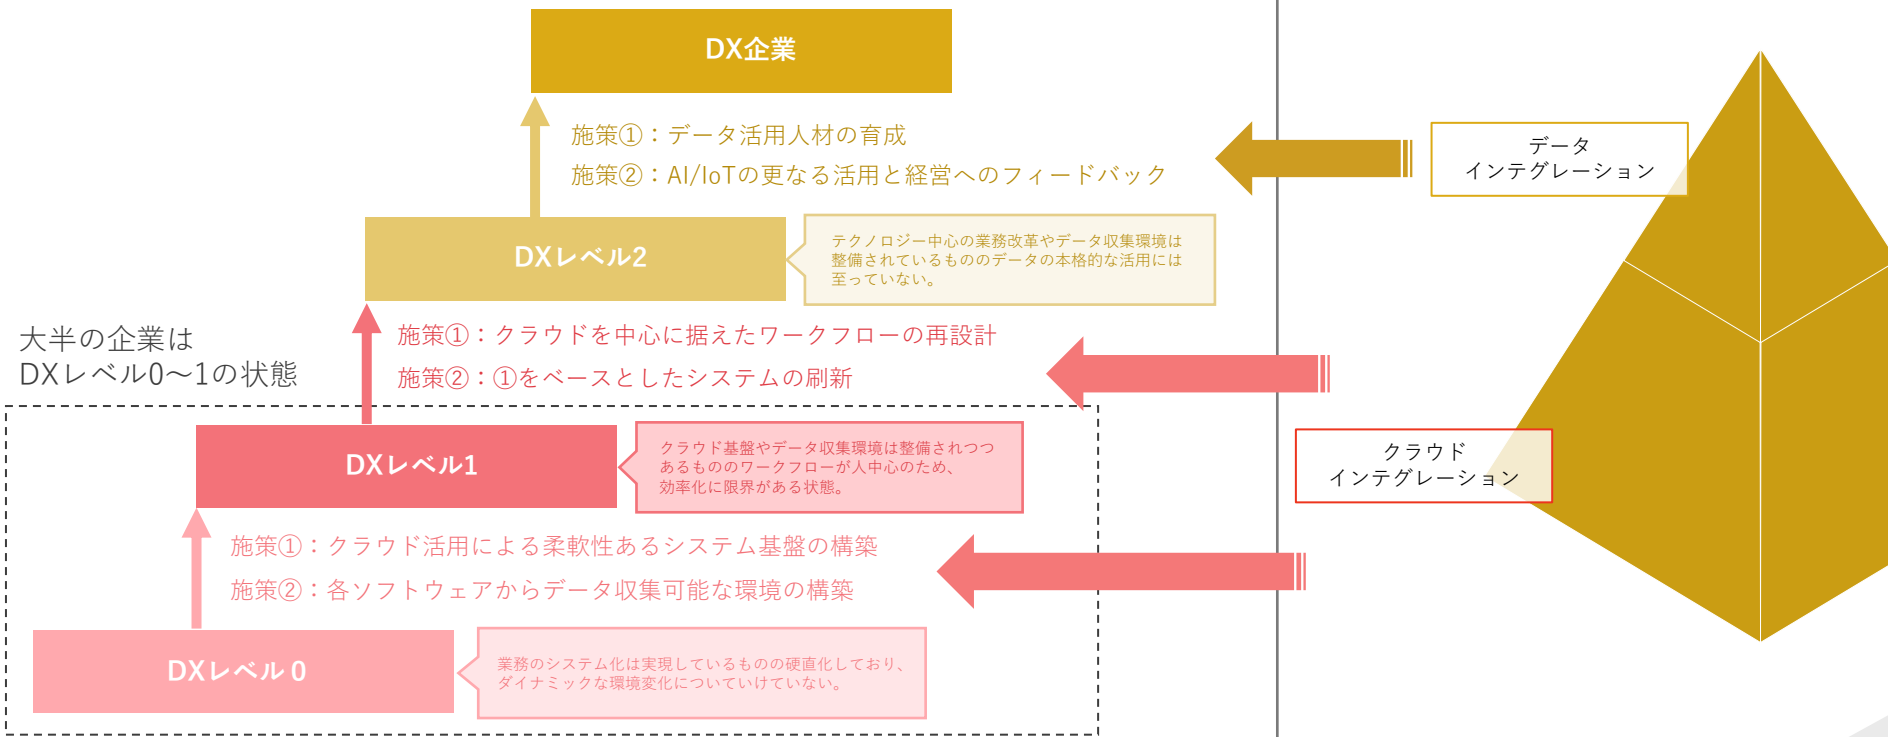 DX企業
施策①：データ活用人材の育成
施策②：AI/IoTの更なる活用と経営へのフィードバック
データ
インテグレーション
DXレベル2
テクノロジー中心の業務改革やデータ収集環境は
整備されているもののデータの本格的な活用には
至っていない。
大半の企業は
DXレベル0～1の状態
施策①：クラウドを中心に据えたワークフローの再設計
施策②：①をベースとしたシステムの刷新
DXレベル1
クラウド基盤やデータ収集環境は整備されつつ
あるもののワークフローが人中心のため、
効率化に限界がある状態。
クラウド
インテグレーション
施策①：クラウド活用による柔軟性あるシステム基盤の構築
施策②：各ソフトウェアからデータ収集可能な環境の構築
DXレベル０
業務のシステム化は実現しているものの硬直化しており、
ダイナミックな環境変化についていけていない。